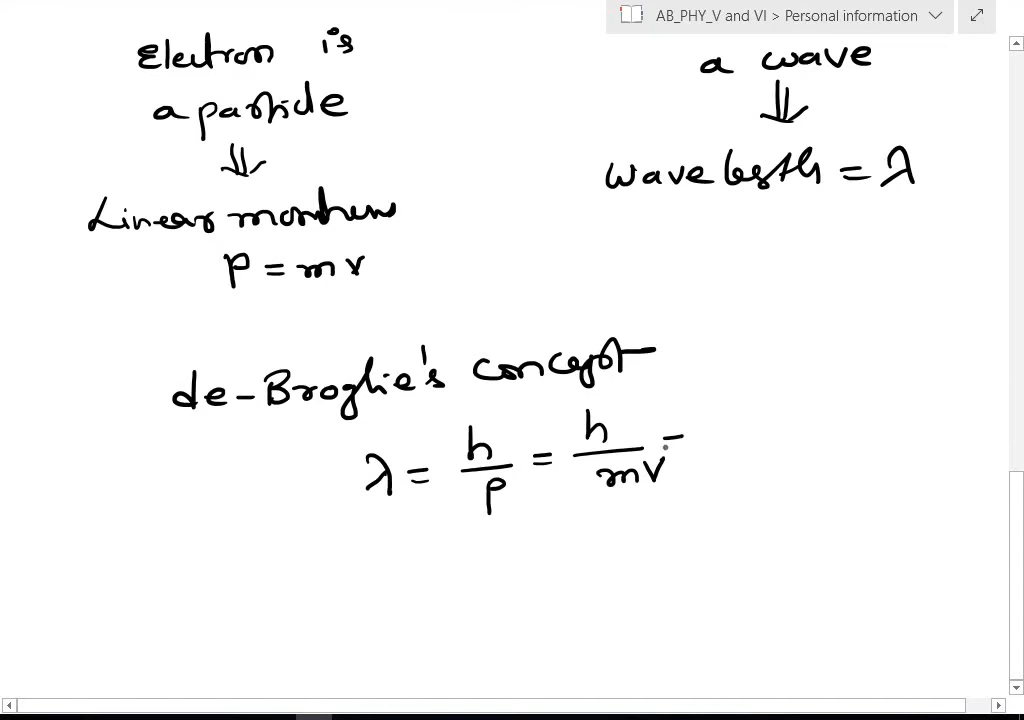 AB_PHY_V and VI > Personal information
Electron is
a particle
⇓
Linear momentum
P = mv
a wave
⇓
wavelength = λ
de-Broglie's concept
λ = h/p = h/mv